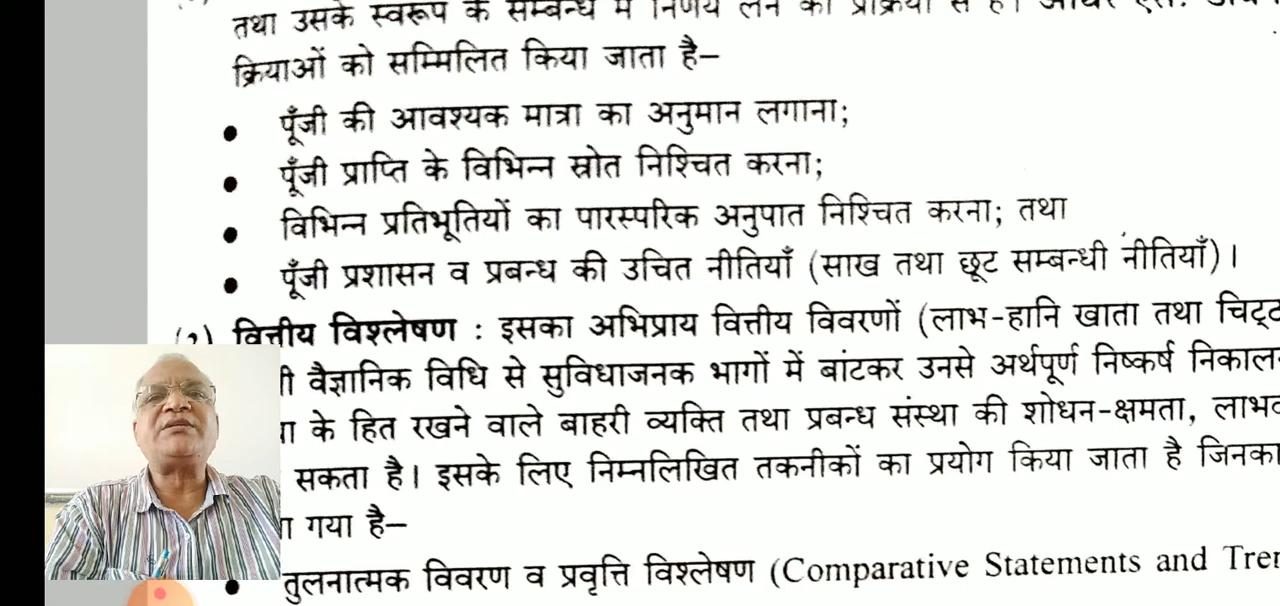 तथा उसके स्वरूप के सम्बन्ध में निर्णय लेने की प्रक्रिया से है।
क्रियाओं को सम्मिलित किया जाता है–
• पूँजी की आवश्यक मात्रा का अनुमान लगाना;
• पूँजी प्राप्ति के विभिन्न स्रोत निश्चित करना;
• विभिन्न प्रतिभूतियों का पारस्परिक अनुपात निश्चित करना; तथा
• पूँजी प्रशासन व प्रबन्ध की उचित नीतियाँ (साख तथा छूट सम्बन्धी नीतियाँ)।
वित्तीय विश्लेषण : इसका अभिप्राय वित्तीय विवरणों (लाभ-हानि खाता तथा
वैज्ञानिक विधि से सुविधाजनक भागों में बांटकर उनसे अर्थपूर्ण निष्कर्ष
के हित रखने वाले बाहरी व्यक्ति तथा प्रबन्ध संस्था की शोधन-क्षमता,
सकता है। इसके लिए निम्नलिखित तकनीकों का प्रयोग किया जाता है जिनका
गया है–
• तुलनात्मक विवरण व प्रवृत्ति विश्लेषण (Comparative Statements and